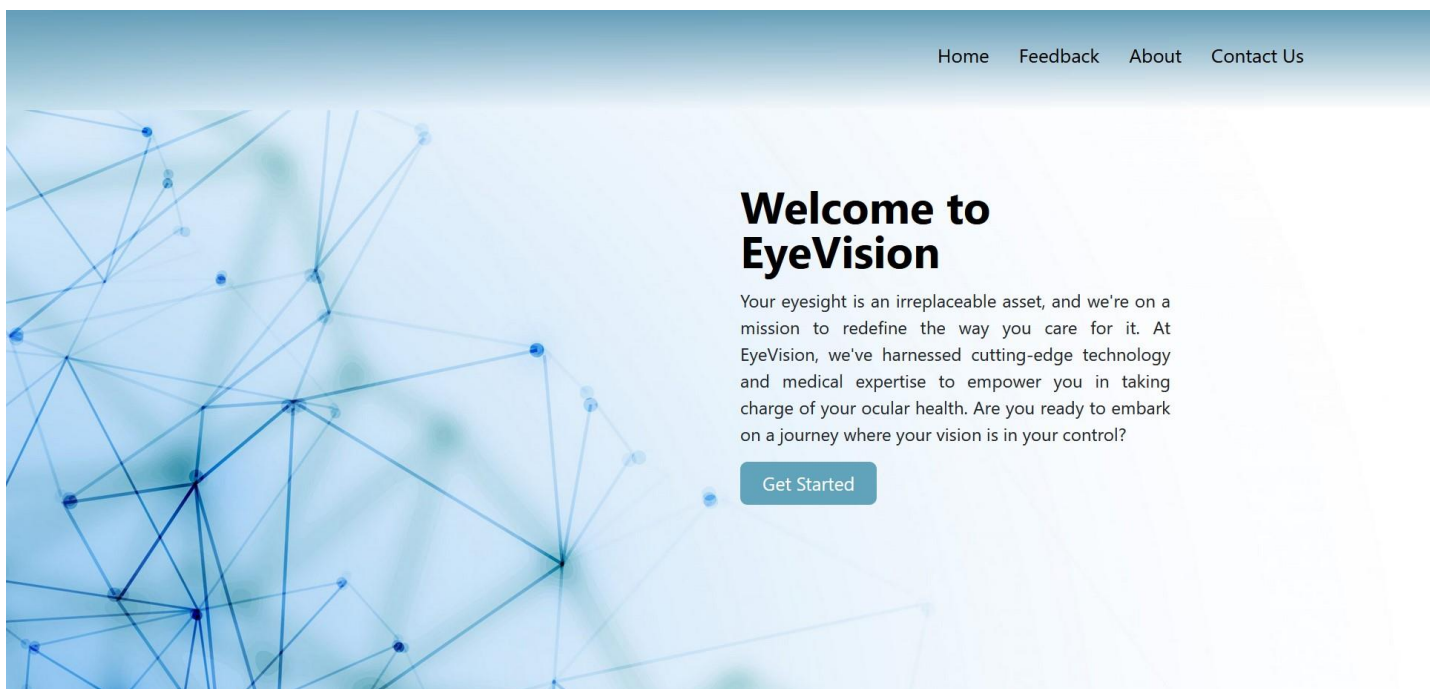 Home Feedback About Contact Us
Welcome to
EyeVision
Your eyesight is an irreplaceable asset, and we're on a
mission to redefine the way you care for it. At
EyeVision, we've harnessed cutting-edge technology
and medical expertise to empower you in taking
charge of your ocular health. Are you ready to embark
on a journey where your vision is in your control?
Get Started